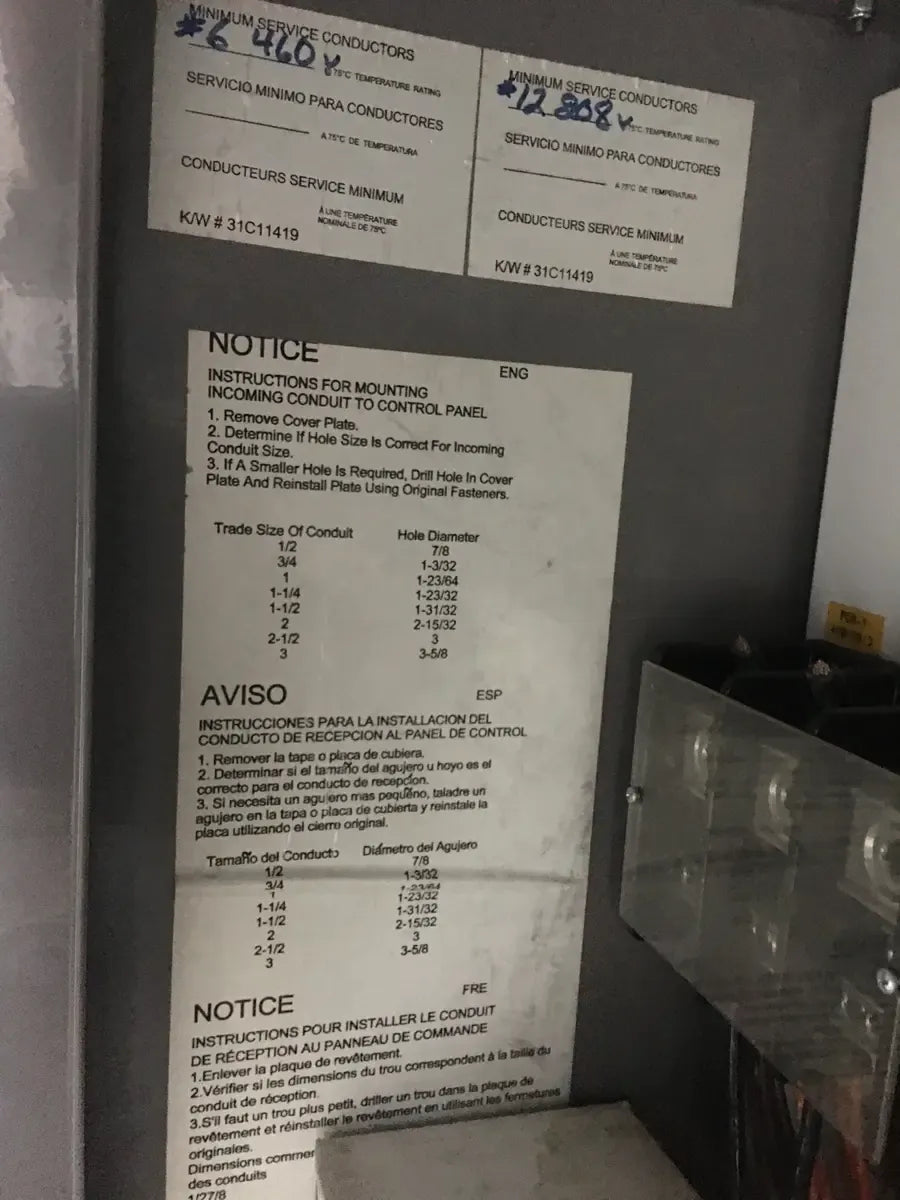 MINIMUM SERVICE CONDUCTORS
#6 460 V 75°C TEMPERATURE RATING
SERVICIO MINIMO PARA CONDUCTORES
A 75°C DE TEMPERATURA
CONDUCTEURS SERVICE MINIMUM
À UNE TEMPÉRATURE
NOMINALE DE 75°C
K/W # 31C11419
MINIMUM SERVICE CONDUCTORS
#12 208 V 75°C TEMPERATURE RATING
SERVICIO MINIMO PARA CONDUCTORES
A 75°C DE TEMPERATURA
CONDUCTEURS SERVICE MINIMUM
À UNE TEMPÉRATURE
NOMINALE DE 75°C
K/W # 31C11419
NOTICE
ENG
INSTRUCTIONS FOR MOUNTING
INCOMING CONDUIT TO CONTROL PANEL
1. Remove Cover Plate.
2. Determine If Hole Size Is Correct For Incoming
Conduit Size.
3. If A Smaller Hole Is Required, Drill Hole In Cover
Plate And Reinstall Plate Using Original Fasteners.
Trade Size Of Conduit Hole Diameter
1/2 7/8
3/4 1-3/32
1 1-23/64
1-1/4 1-23/32
1-1/2 1-31/32
2 2-15/32
2-1/2 3
3 3-5/8
AVISO ESP
INSTRUCCIONES PARA LA INSTALLACION DEL
CONDUCTO DE RECEPCION AL PANEL DE CONTROL
1. Remover la tapa o placa de cubiera.
2. Determinar si el tamaño del agujero u hoyo es el
correcto para el conducto de recepcíon.
3. Si necesita un agujero mas pequeño, taladre un
agujero en la tapa o placa de cubierta y reinstale la
placa utilizando el cierro original.
Tamaño del Conducto Diámetro del Agujero
1/2 7/8
3/4 1-3/32
1 1-23/64
1-1/4 1-23/32
1-1/2 1-31/32
2 2-15/32
2-1/2 3
3 3-5/8
NOTICE FRE
INSTRUCTIONS POUR INSTALLER LE CONDUIT
DE RÉCEPTION AU PANNEAU DE COMMANDE
1.Enlever la plaque de revêtement.
2.Vérifier si les dimensions du trou correspondent à la taille du
conduit de réception.
3.S'il faut un trou plus petit, driller un trou dans la plaque de
revêtement et réinstaller le revêtement en utilisant les fermetures
originales.
Dimensions commer
des conduits
1/27/8